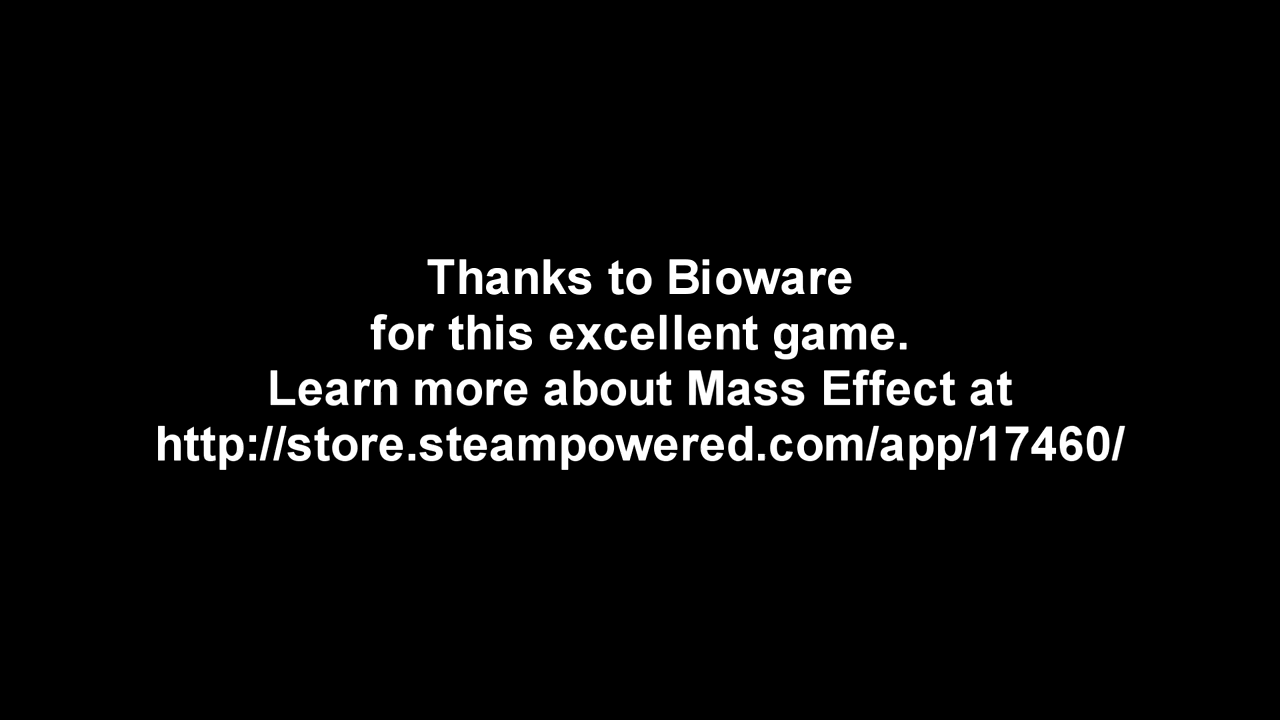 Thanks to Bioware
for this excellent game.
Learn more about Mass Effect at
http://store.steampowered.com/app/17460/